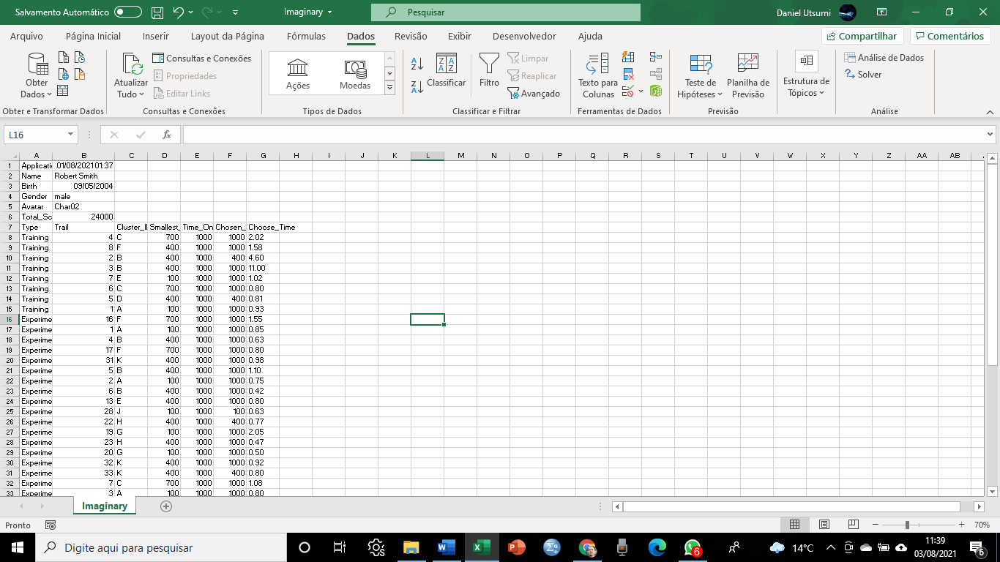 Salvamento Automático Imaginary Pesquisar Daniel Utsumi
Arquivo Página Inicial Inserir Layout da Página Fórmulas Dados Revisão Exibir Desenvolvedor Ajuda Compartilhar Comentários
Obter Dados
Obter e Transformar Dados
Atualizar Tudo
Consultas e Conexões
Propriedades
Editar Links
Consultas e Conexões
Ações Moedas
Tipos de Dados
Classificar
Filtro
Limpar
Reaplicar
Avançado
Classificar e Filtrar
Texto para Colunas
Ferramentas de Dados
Teste de Hipóteses
Planilha de Previsão
Previsão
Estrutura de Tópicos
Análise de Dados
Solver
Análise
L16 fx
A B C D E F G H I J K L M N O P Q R S T U V W X Y Z AA AB
1 Applicati 01/08/2021 01:37
2 Name Robert Smith
3 Birth 09/05/2004
4 Gender male
5 Avatar Char02
6 Total_Sc 24000
7 Type Trail Cluster_I Smallest_ Time_On Chosen_ Choose_Time
8 Training 4 C 700 1000 1000 2.02
9 Training 8 F 400 1000 1000 1.58
10 Training 2 B 400 1000 400 4.60
11 Training 3 B 400 1000 1000 11.00
12 Training 7 E 100 1000 1000 1.02
13 Training 6 C 700 1000 1000 0.80
14 Training 5 D 400 1000 400 0.81
15 Training 1 A 100 1000 1000 0.93
16 Experime 16 F 700 1000 1000 1.55
17 Experime 1 A 100 1000 1000 0.85
18 Experime 4 B 400 1000 1000 0.63
19 Experime 17 F 700 1000 1000 0.80
20 Experime 31 K 400 1000 1000 0.98
21 Experime 5 B 400 1000 1000 1.10
22 Experime 2 A 100 1000 1000 0.75
23 Experime 6 B 400 1000 1000 0.42
24 Experime 13 E 400 1000 1000 0.80
25 Experime 28 J 100 1000 100 0.63
26 Experime 22 H 400 1000 400 0.77
27 Experime 19 G 100 1000 1000 2.05
28 Experime 23 H 400 1000 1000 0.47
29 Experime 20 G 100 1000 1000 0.50
30 Experime 32 K 400 1000 1000 0.92
31 Experime 33 K 400 1000 400 0.80
32 Experime 7 C 700 1000 1000 1.08
33 Experime 3 A 100 1000 1000 0.80
Imaginary
Pronto 70%
Digite aqui para pesquisar 6 14°C 11:39 03/08/2021 6